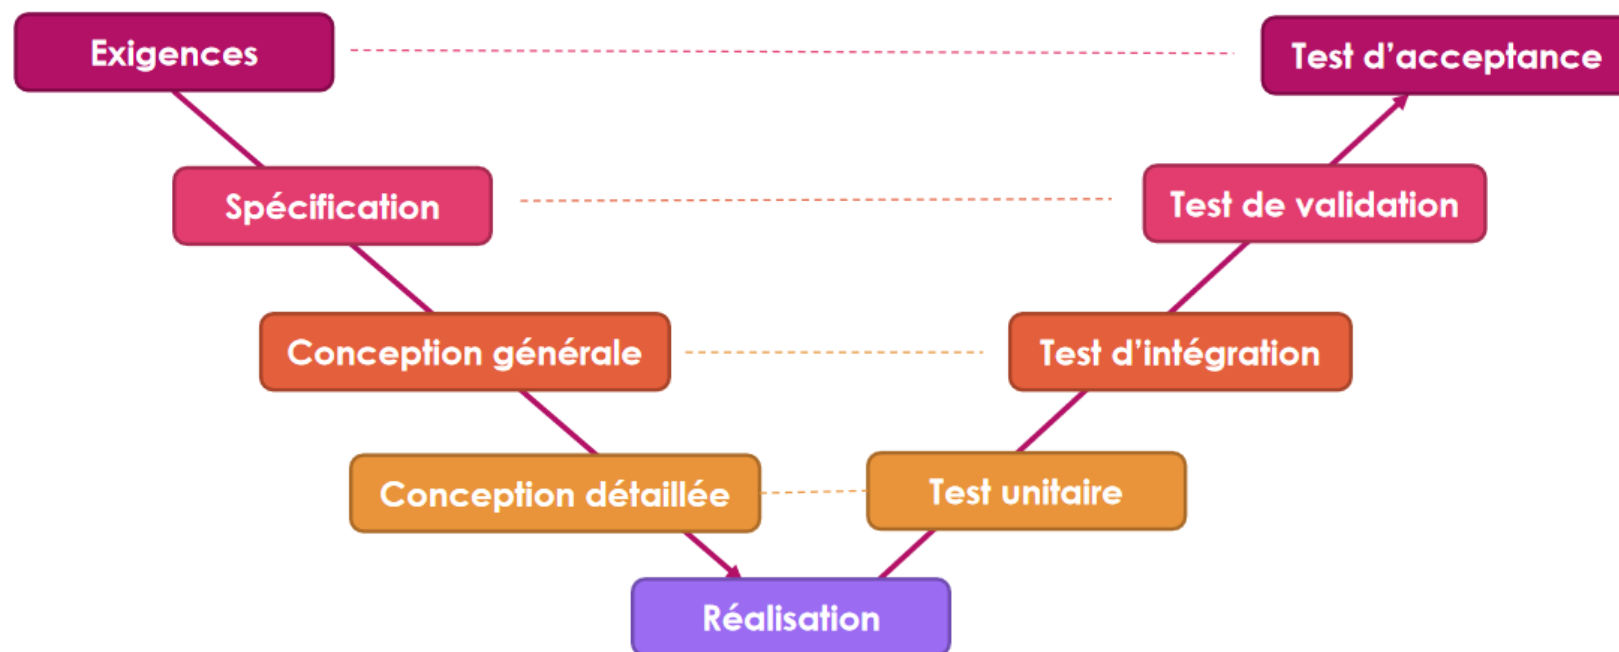 Exigences
Test d’acceptance
Spécification
Test de validation
Conception générale
Test d’intégration
Conception détaillée
Test unitaire
Réalisation